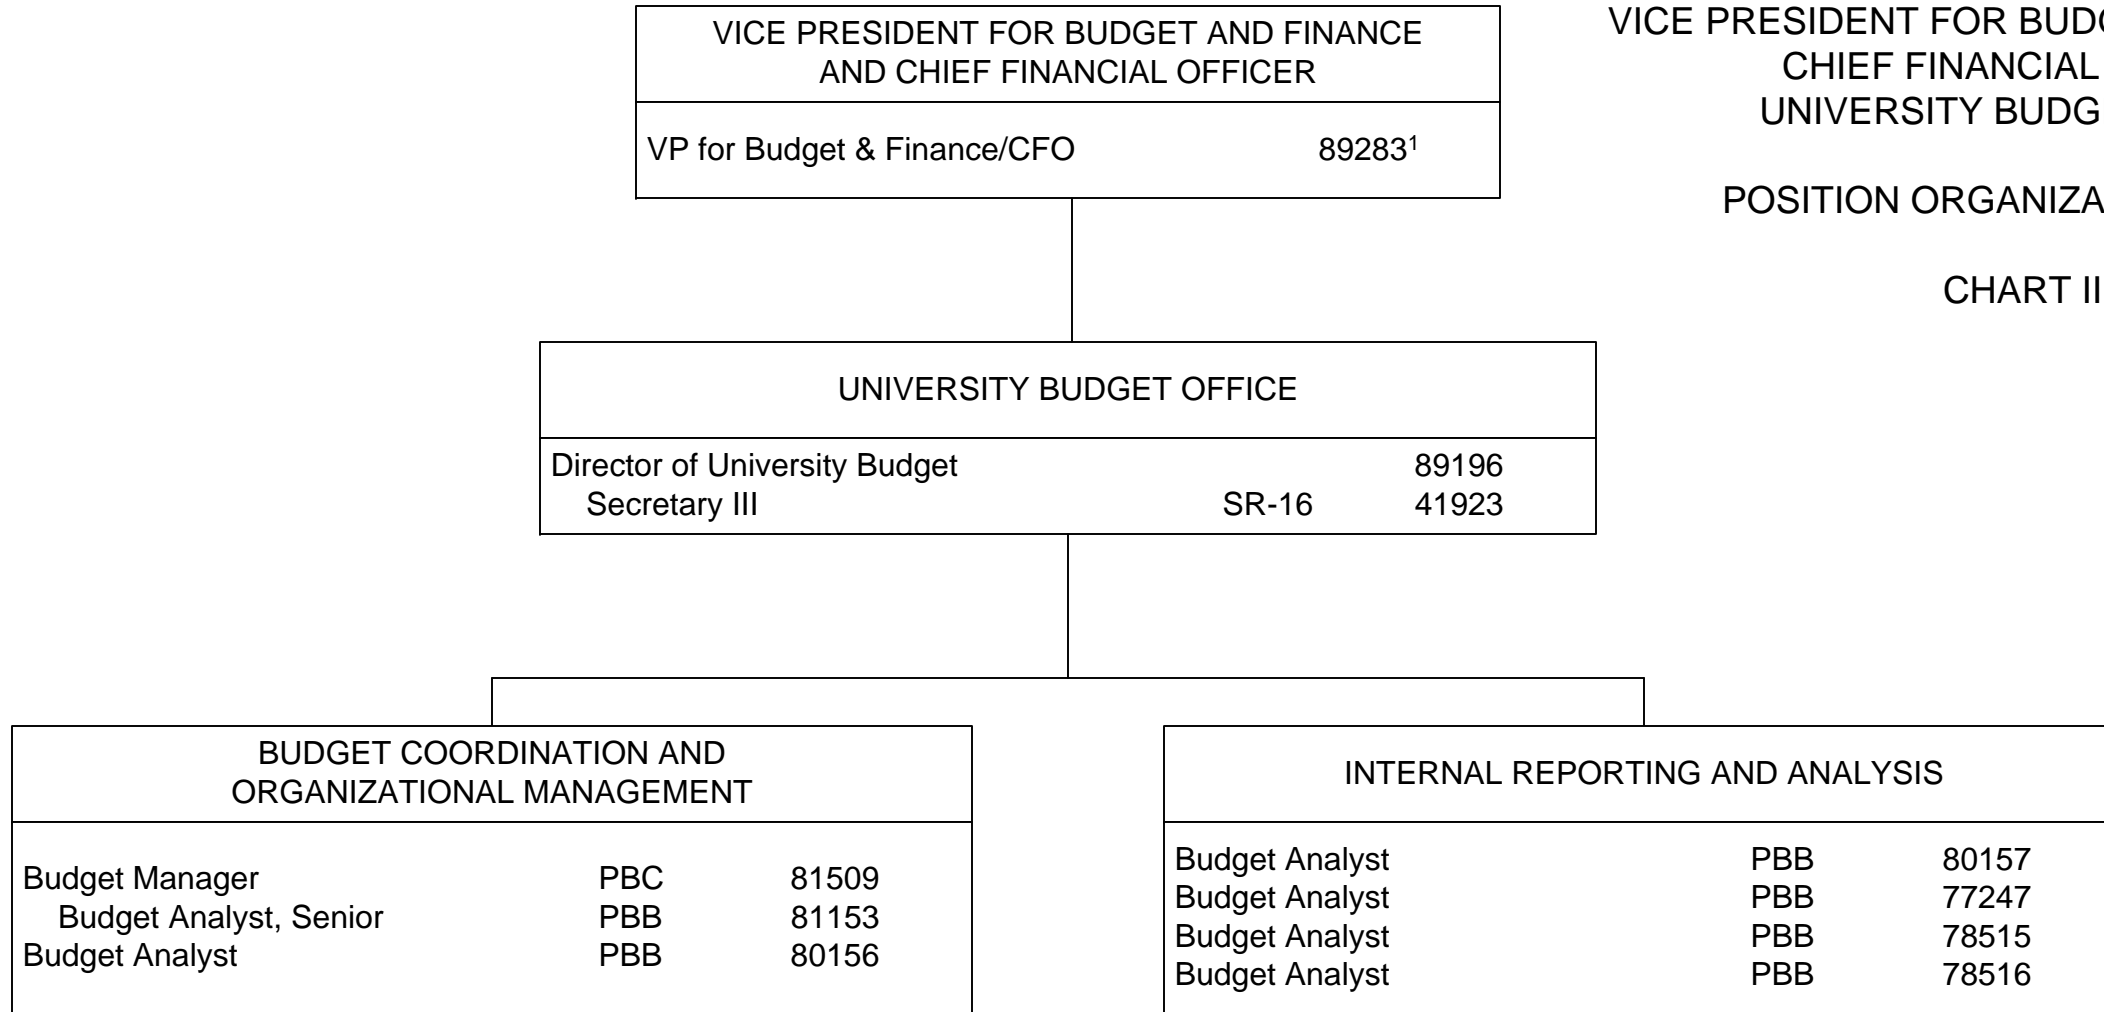 VICE PRESIDENT FOR BUDGET AND FINANCE
AND CHIEF FINANCIAL OFFICER
VP for Budget & Finance/CFO 89283¹
VICE PRESIDENT FOR
CHIEF FINANCIAL
UNIVERSITY
POSITION
CHART II
UNIVERSITY BUDGET OFFICE
Director of University Budget 89196
Secretary III SR-16 41923
BUDGET COORDINATION AND
ORGANIZATIONAL MANAGEMENT
Budget Manager PBC 81509
Budget Analyst, Senior PBB 81153
Budget Analyst PBB 80156
INTERNAL REPORTING AND ANALYSIS
Budget Analyst PBB 80157
Budget Analyst PBB 77247
Budget Analyst PBB 78515
Budget Analyst PBB 78516